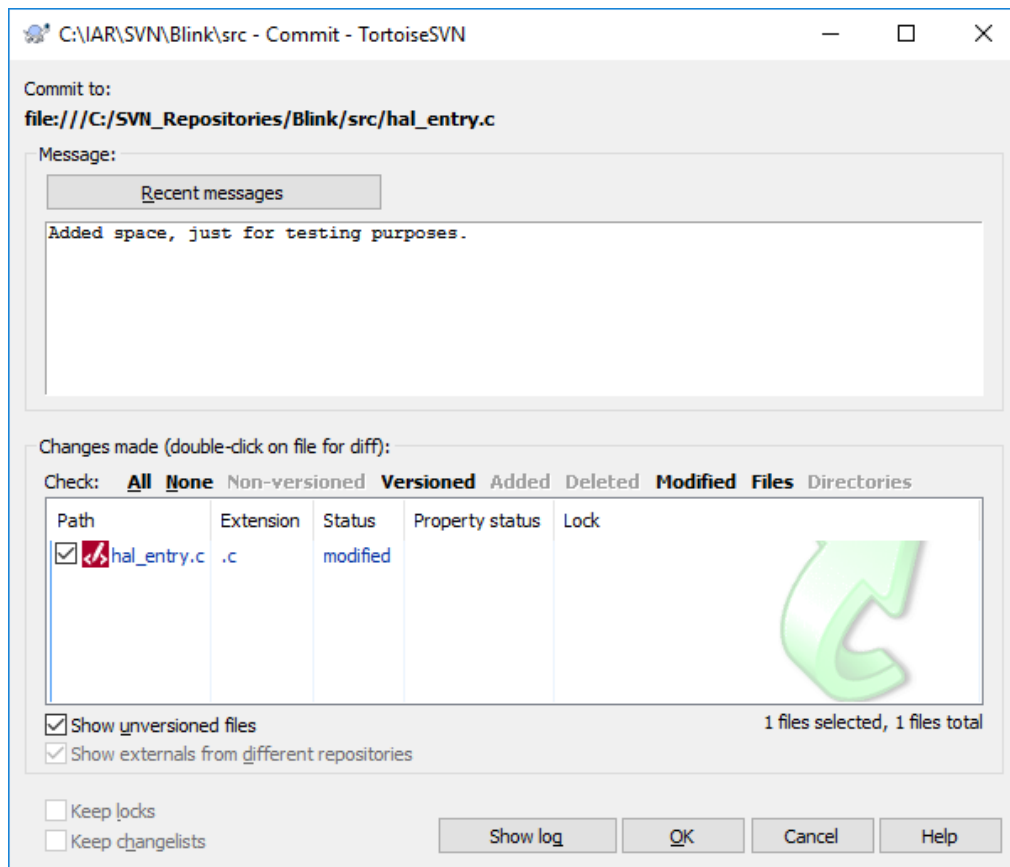 C:\IAR\SVN\Blink\src - Commit - TortoiseSVN
Commit to:
file:///C:/SVN_Repositories/Blink/src/hal_entry.c
Message:
Recent messages
Added space, just for testing purposes.
Changes made (double-click on file for diff):
Check: All None Non-versioned Versioned Added Deleted Modified Files Directories
Path Extension Status Property status Lock
hal_entry.c .c modified
Show unversioned files 1 files selected, 1 files total
Show externals from different repositories
Keep locks
Keep changelists
Show log OK Cancel Help